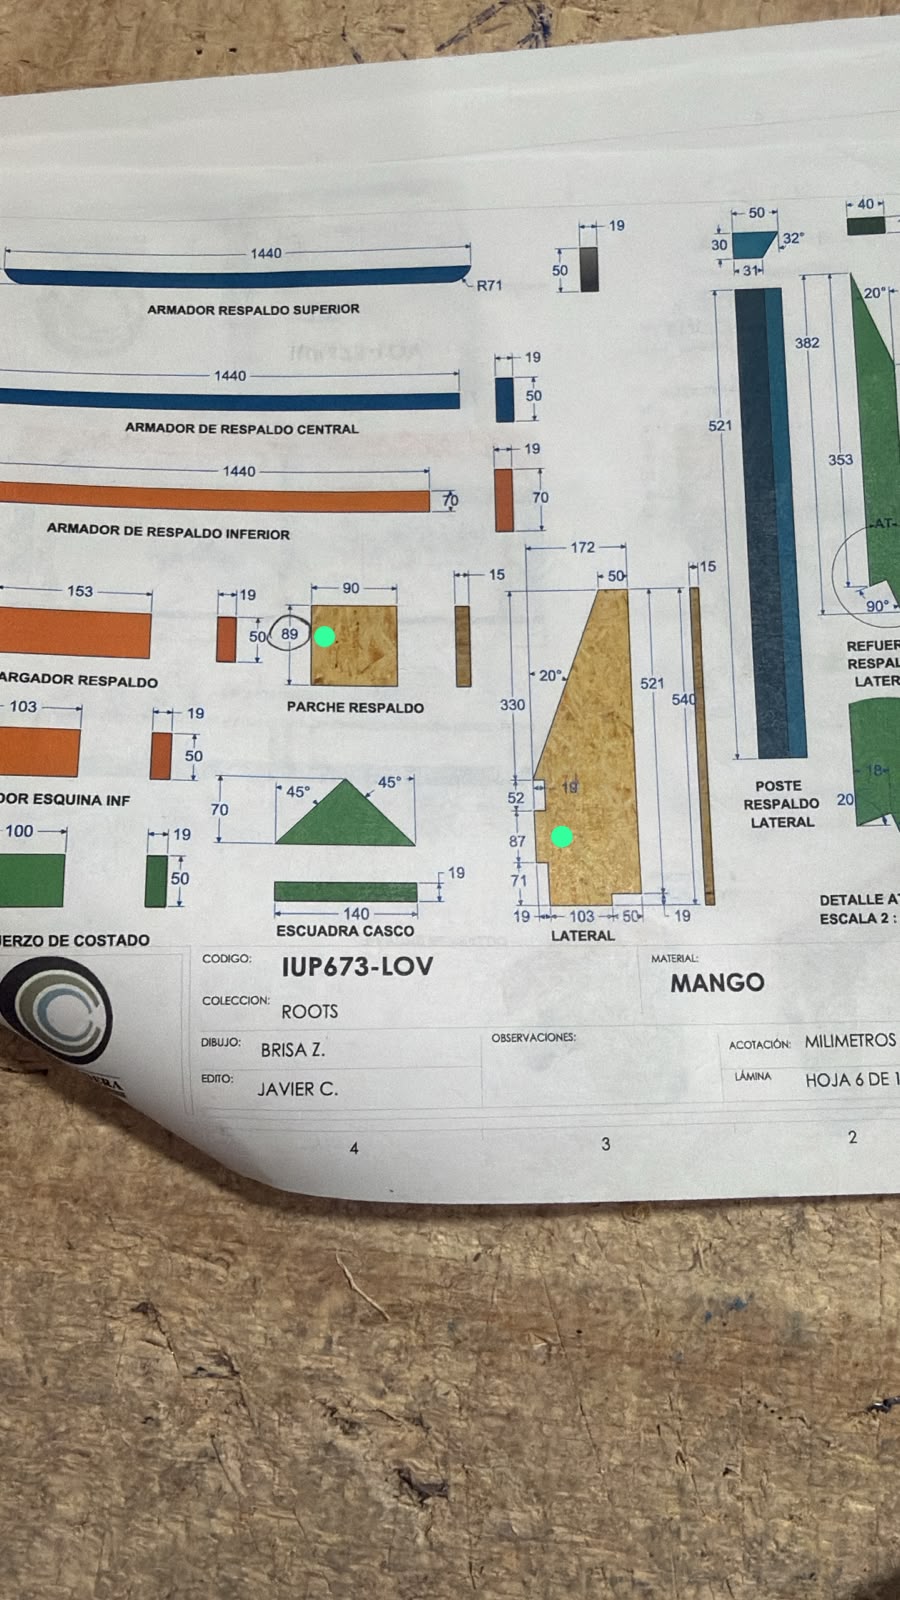 50
40
19
1440
30
32°
50
31
R71
ARMADOR RESPALDO SUPERIOR
20°
382
19
1440
50
521
ARMADOR DE RESPALDO CENTRAL
19
353
1440
70
70
AT
ARMADOR DE RESPALDO INFERIOR
172
15
15
50
90
153
19
90°
50
89
20°
521
540
330
ARGADOR RESPALDO
PARCHE RESPALDO
103
19
50
45°
45°
18
19
POSTE
RESPALDO
LATERAL
52
20
OR ESQUINA INF
70
100
19
87
50
71
19
140
19
103
50
19
ESCUADRA CASCO
LATERAL
DETALLE A
ESCALA 2 :
ERZO DE COSTADO
CODIGO: IUP673-LOV
MATERIAL:
MANGO
COLECCION: ROOTS
DIBUJO: BRISA Z.
OBSERVACIONES:
ACOTACIÓN: MILIMETROS
EDITO: JAVIER C.
LÁMINA HOJA 6 DE 1
4
3
2